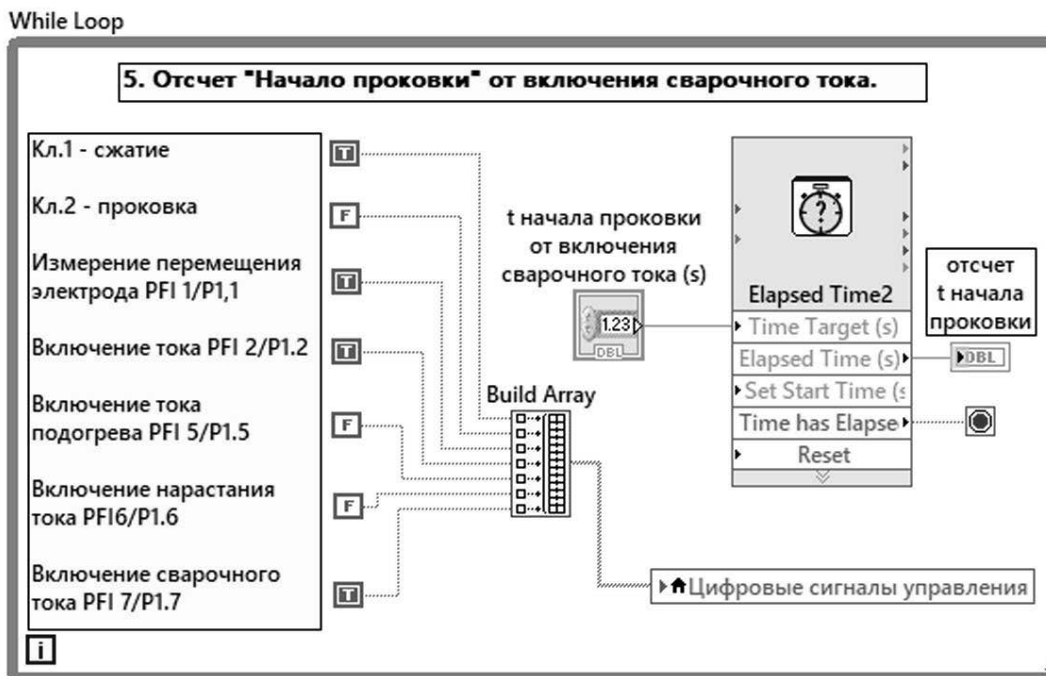 While Loop
5. Отсчет "Начало проковки" от включения сварочного тока.
Кл.1 - сжатие
T
Кл.2 - проковка
F
Измерение перемещения
электрода PFI 1/P1,1
T
Включение тока PFI 2/P1.2
T
Включение тока
подогрева PFI 5/P1.5
F
Включение нарастания
тока PFI6/P1.6
F
Включение сварочного
тока PFI 7/P1.7
T
i
Build Array
t начала проковки
от включения
сварочного тока (s)
1.23
DBL
?
Elapsed Time2
Time Target (s)
Elapsed Time (s)
Set Start Time (s
Time has Elapse
Reset
отсчет
t начала
проковки
DBL
Цифровые сигналы управления